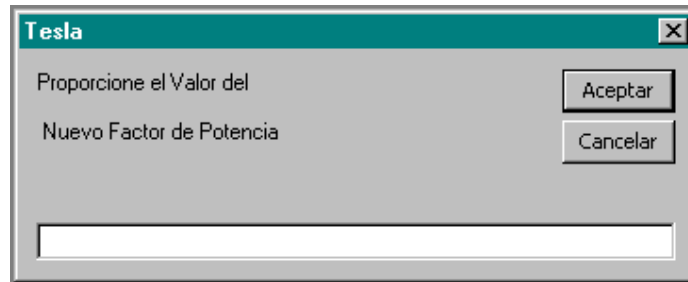 Tesla
Proporcione el Valor del
Aceptar
Nuevo Factor de Potencia
Cancelar